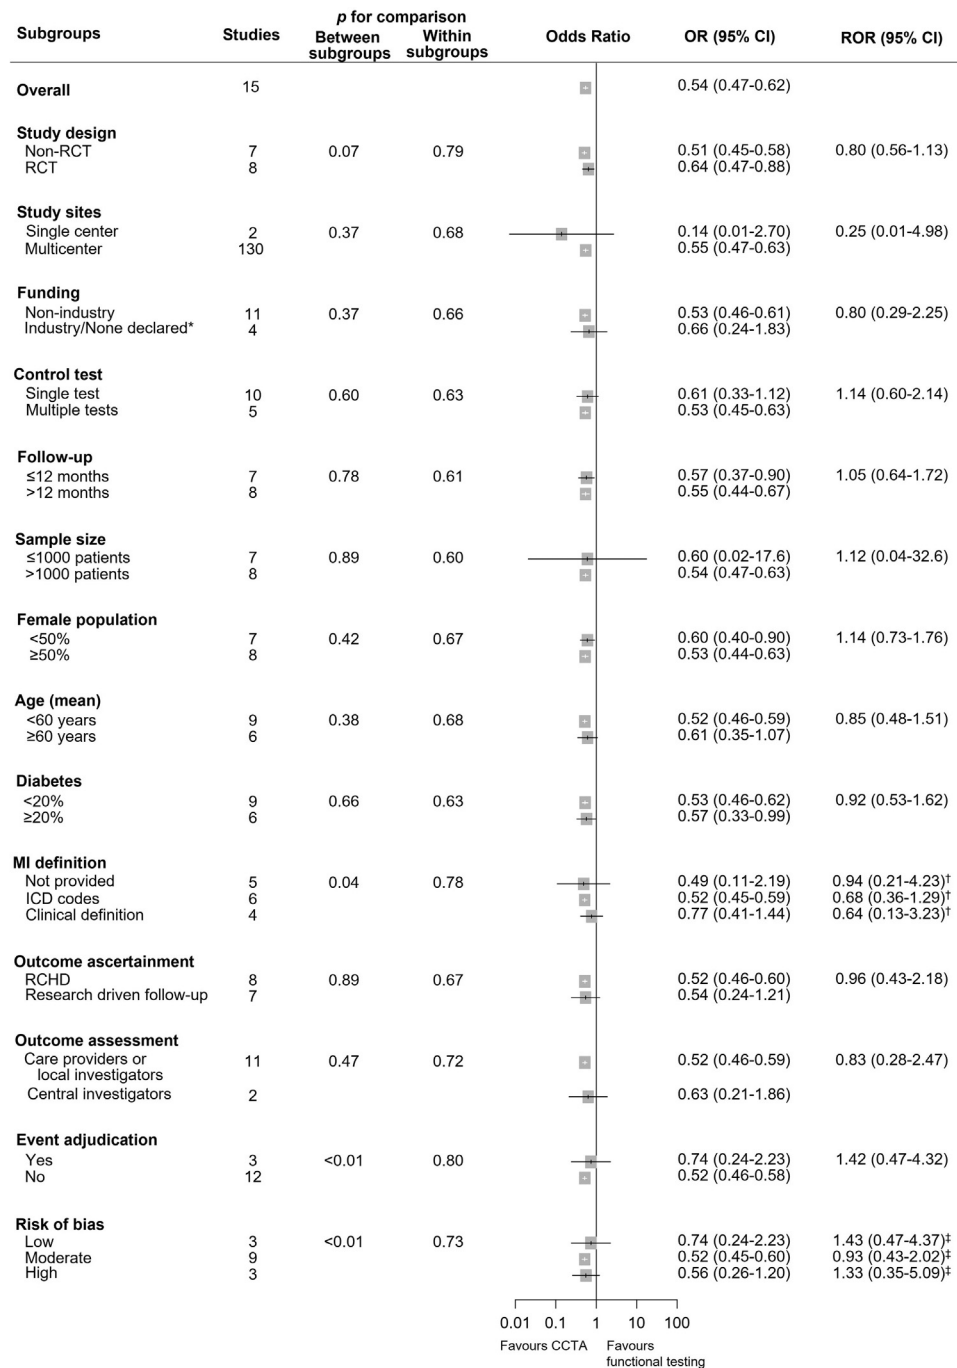 p for comparison
Subgroups Studies Between subgroups Within subgroups Odds Ratio OR (95% CI) ROR (95% CI)
Overall 15 0.54 (0.47-0.62)
Study design
Non-RCT 7 0.07 0.79 0.51 (0.45-0.58) 0.80 (0.56-1.13)
RCT 8 0.64 (0.47-0.88)
Study sites
Single center 2 0.37 0.68 0.14 (0.01-2.70) 0.25 (0.01-4.98)
Multicenter 130 0.55 (0.47-0.63)
Funding
Non-industry 11 0.37 0.66 0.53 (0.46-0.61) 0.80 (0.29-2.25)
Industry/None declared* 4 0.66 (0.24-1.83)
Control test
Single test 10 0.60 0.63 0.61 (0.33-1.12) 1.14 (0.60-2.14)
Multiple tests 5 0.53 (0.45-0.63)
Follow-up
≤12 months 7 0.78 0.61 0.57 (0.37-0.90) 1.05 (0.64-1.72)
>12 months 8 0.55 (0.44-0.67)
Sample size
≤1000 patients 7 0.89 0.60 0.60 (0.02-17.6) 1.12 (0.04-32.6)
>1000 patients 8 0.54 (0.47-0.63)
Female population
<50% 7 0.42 0.67 0.60 (0.40-0.90) 1.14 (0.73-1.76)
≥50% 8 0.53 (0.44-0.63)
Age (mean)
<60 years 9 0.38 0.68 0.52 (0.46-0.59) 0.85 (0.48-1.51)
≥60 years 6 0.61 (0.35-1.07)
Diabetes
<20% 9 0.66 0.63 0.53 (0.46-0.62) 0.92 (0.53-1.62)
≥20% 6 0.57 (0.33-0.99)
MI definition
Not provided 5 0.04 0.78 0.49 (0.11-2.19) 0.94 (0.21-4.23)†
ICD codes 6 0.52 (0.45-0.59) 0.68 (0.36-1.29)†
Clinical definition 4 0.77 (0.41-1.44) 0.64 (0.13-3.23)†
Outcome ascertainment
RCHD 8 0.89 0.67 0.52 (0.46-0.60) 0.96 (0.43-2.18)
Research driven follow-up 7 0.54 (0.24-1.21)
Outcome assessment
Care providers or 11 0.47 0.72 0.52 (0.46-0.59) 0.83 (0.28-2.47)
local investigators
Central investigators 2 0.63 (0.21-1.86)
Event adjudication
Yes 3 <0.01 0.80 0.74 (0.24-2.23) 1.42 (0.47-4.32)
No 12 0.52 (0.46-0.58)
Risk of bias
Low 3 <0.01 0.73 0.74 (0.24-2.23) 1.43 (0.47-4.37)‡
Moderate 9 0.52 (0.45-0.60) 0.93 (0.43-2.02)‡
High 3 0.56 (0.26-1.20) 1.33 (0.35-5.09)‡
0.01 0.1 1 10 100
Favours CCTA Favours
functional testing